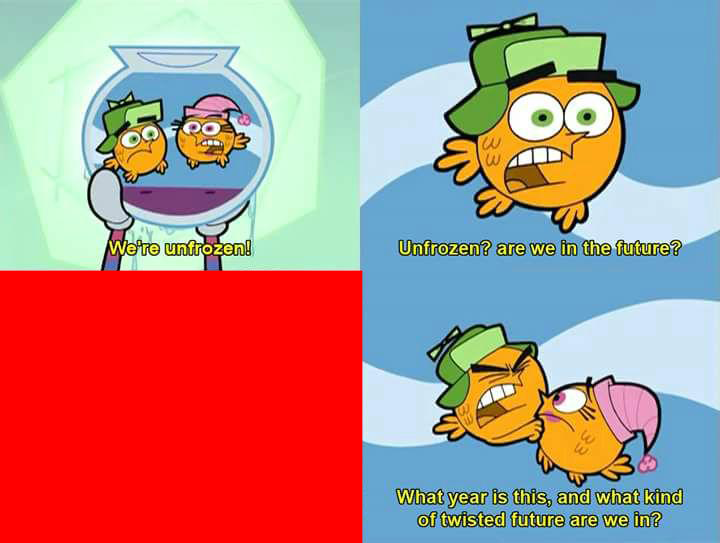 We're unfrozen!
Unfrozen? are we in the future?
What year is this, and what kind
of twisted future are we in?